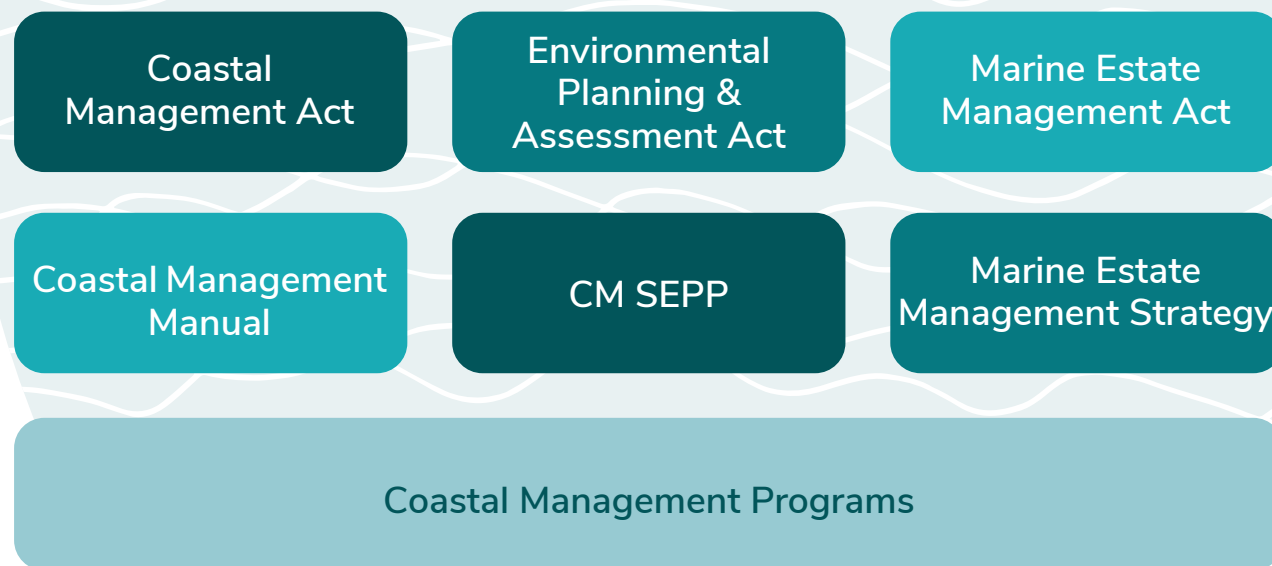 Coastal
Management Act
Environmental
Planning &
Assessment Act
Marine Estate
Management Act
Coastal Management
Manual
CM SEPP
Marine Estate
Management Strategy
Coastal Management Programs